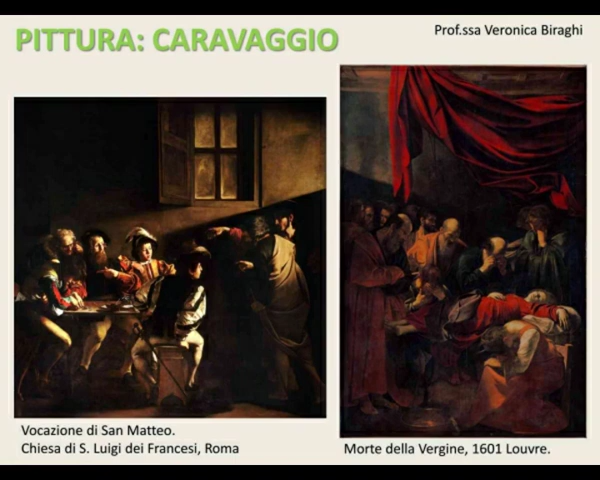 PITTURA: CARAVAGGIO
Prof.ssa Veronica Biraghi
Vocazione di San Matteo.
Chiesa di S. Luigi dei Francesi, Roma
Morte della Vergine, 1601 Louvre.